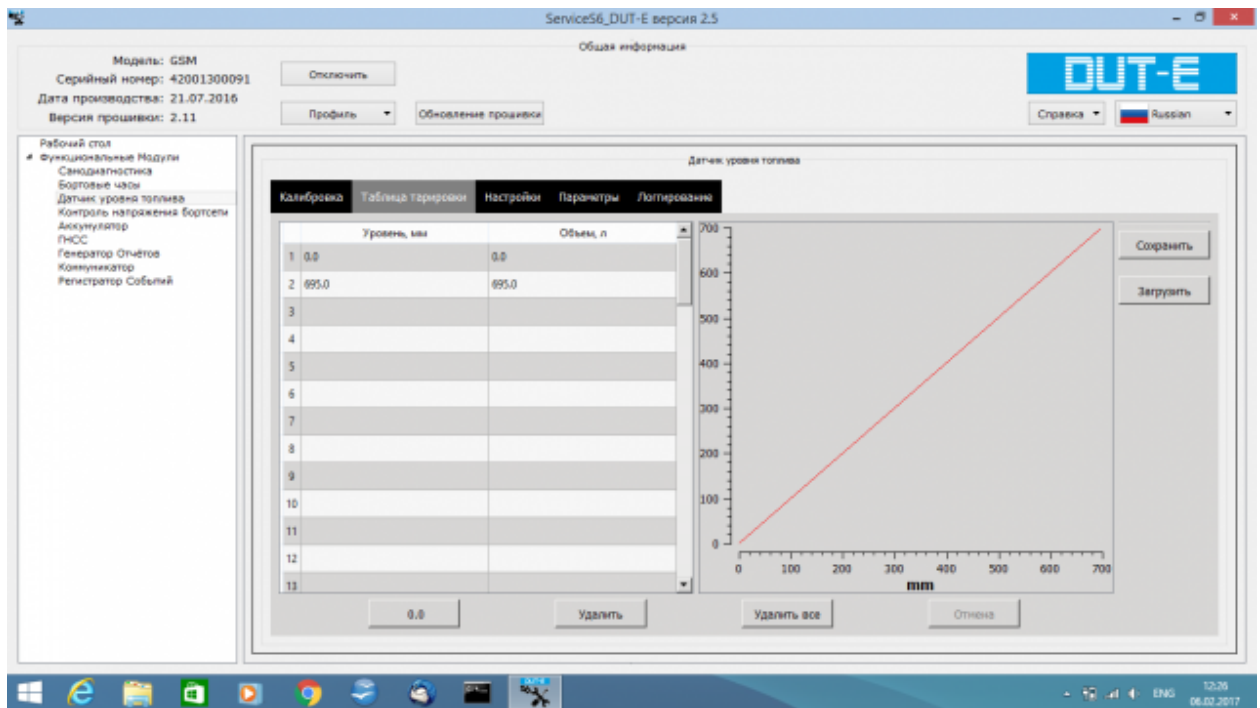 ServiceS6_DUT-E версия 2.5
Общая информация
Модель: GSM
Серийный номер: 42001300091
Дата производства: 21.07.2016
Версия прошивки: 2.11
Отключить
Профиль
Обновление прошивки
DUT-E
Справка
Russian
Рабочий стол
Функциональные Модули
Самодиагностика
Бортовые часы
Датчик уровня топлива
Контроль напряжения бортсети
Аккумулятор
ГНСС
Генератор Отчётов
Коммуникатор
Регистратор Событий
Датчик уровня топлива
Калибровка Таблица тарировки Настройки Параметры Логгирование
Уровень, мм Объем, л
1 0.0 0.0
2 695.0 695.0
3
4
5
6
7
8
9
10
11
12
13
700
600
500
400
300
200
100
0
0 100 200 300 400 500 600 700
mm
Сохранить
Загрузить
0.0
Удалить
Удалить все
Отмена
ENG
12:26
06.02.2017